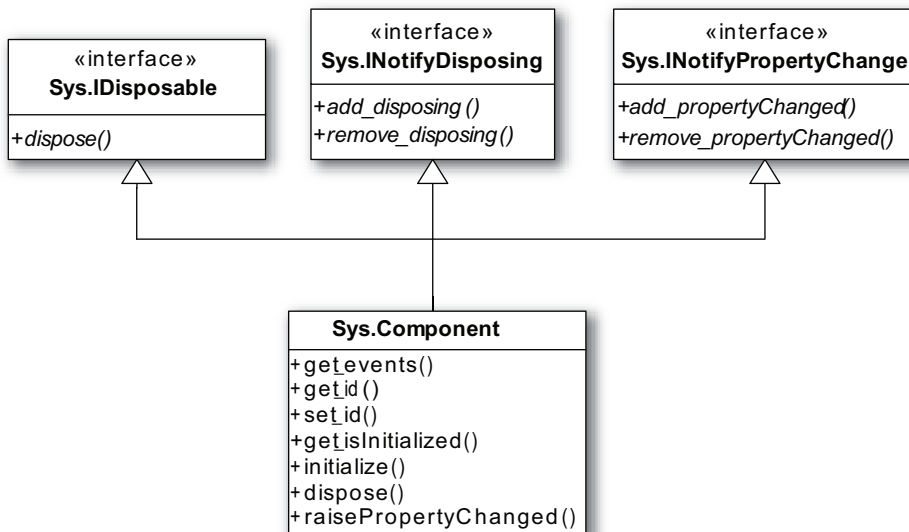 «interface»
Sys.IDisposable
+dispose()
«interface»
Sys.INotifyDisposing
+add_disposing()
+remove_disposing()
«interface»
Sys.INotifyPropertyChange
+add_propertyChanged()
+remove_propertyChanged()
Sys.Component
+get_events()
+get_id()
+set_id()
+get_isInitialized()
+initialize()
+dispose()
+raisePropertyChanged()